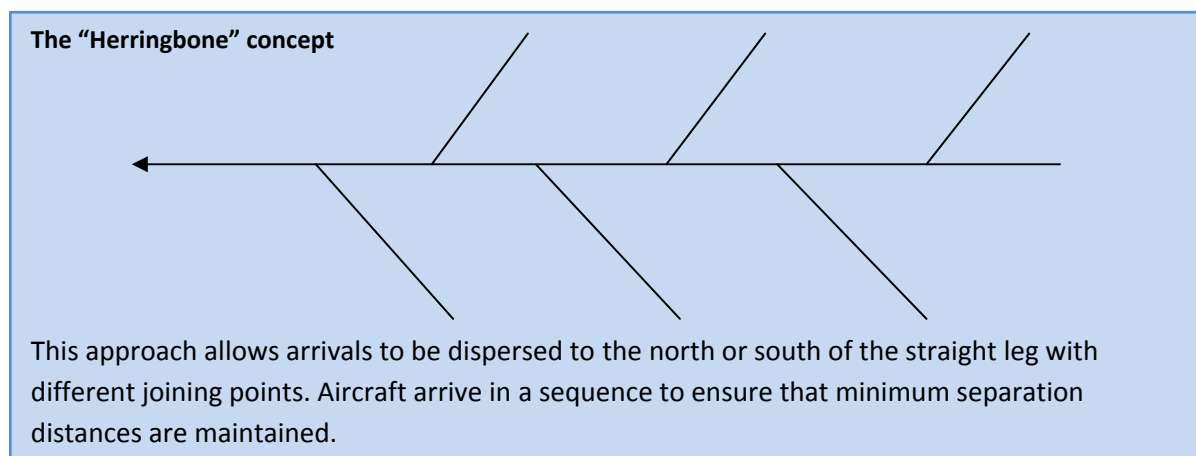 The “Herringbone” concept
This approach allows arrivals to be dispersed to the north or south of the straight leg with
different joining points. Aircraft arrive in a sequence to ensure that minimum separation
distances are maintained.